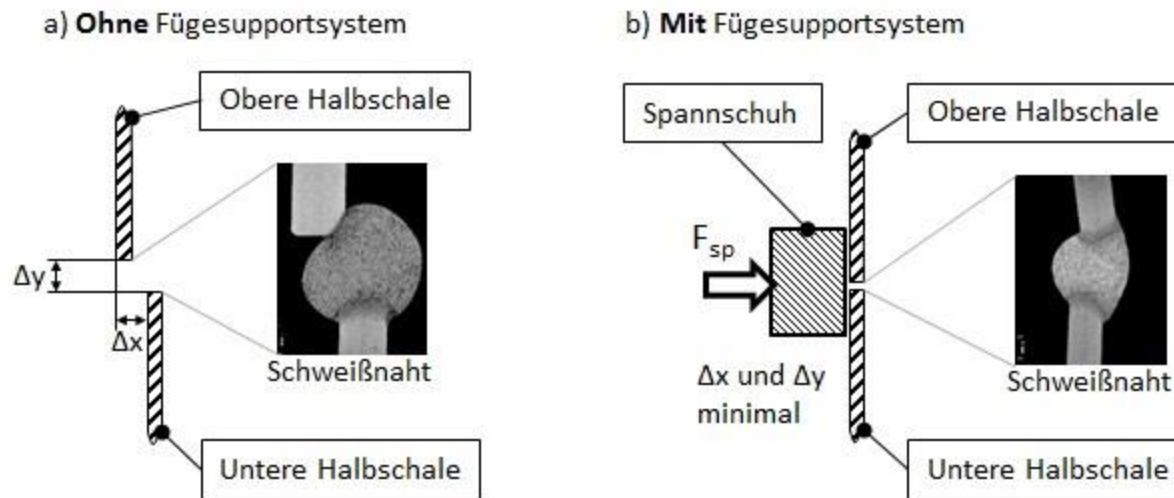 a) Ohne Fügesupportsystem
Obere Halbschale
Δy
Δx
Schweißnaht
Untere Halbschale
b) Mit Fügesupportsystem
Spannschuh
Obere Halbschale
Fsp
Δx und Δy
minimal
Schweißnaht
Untere Halbschale